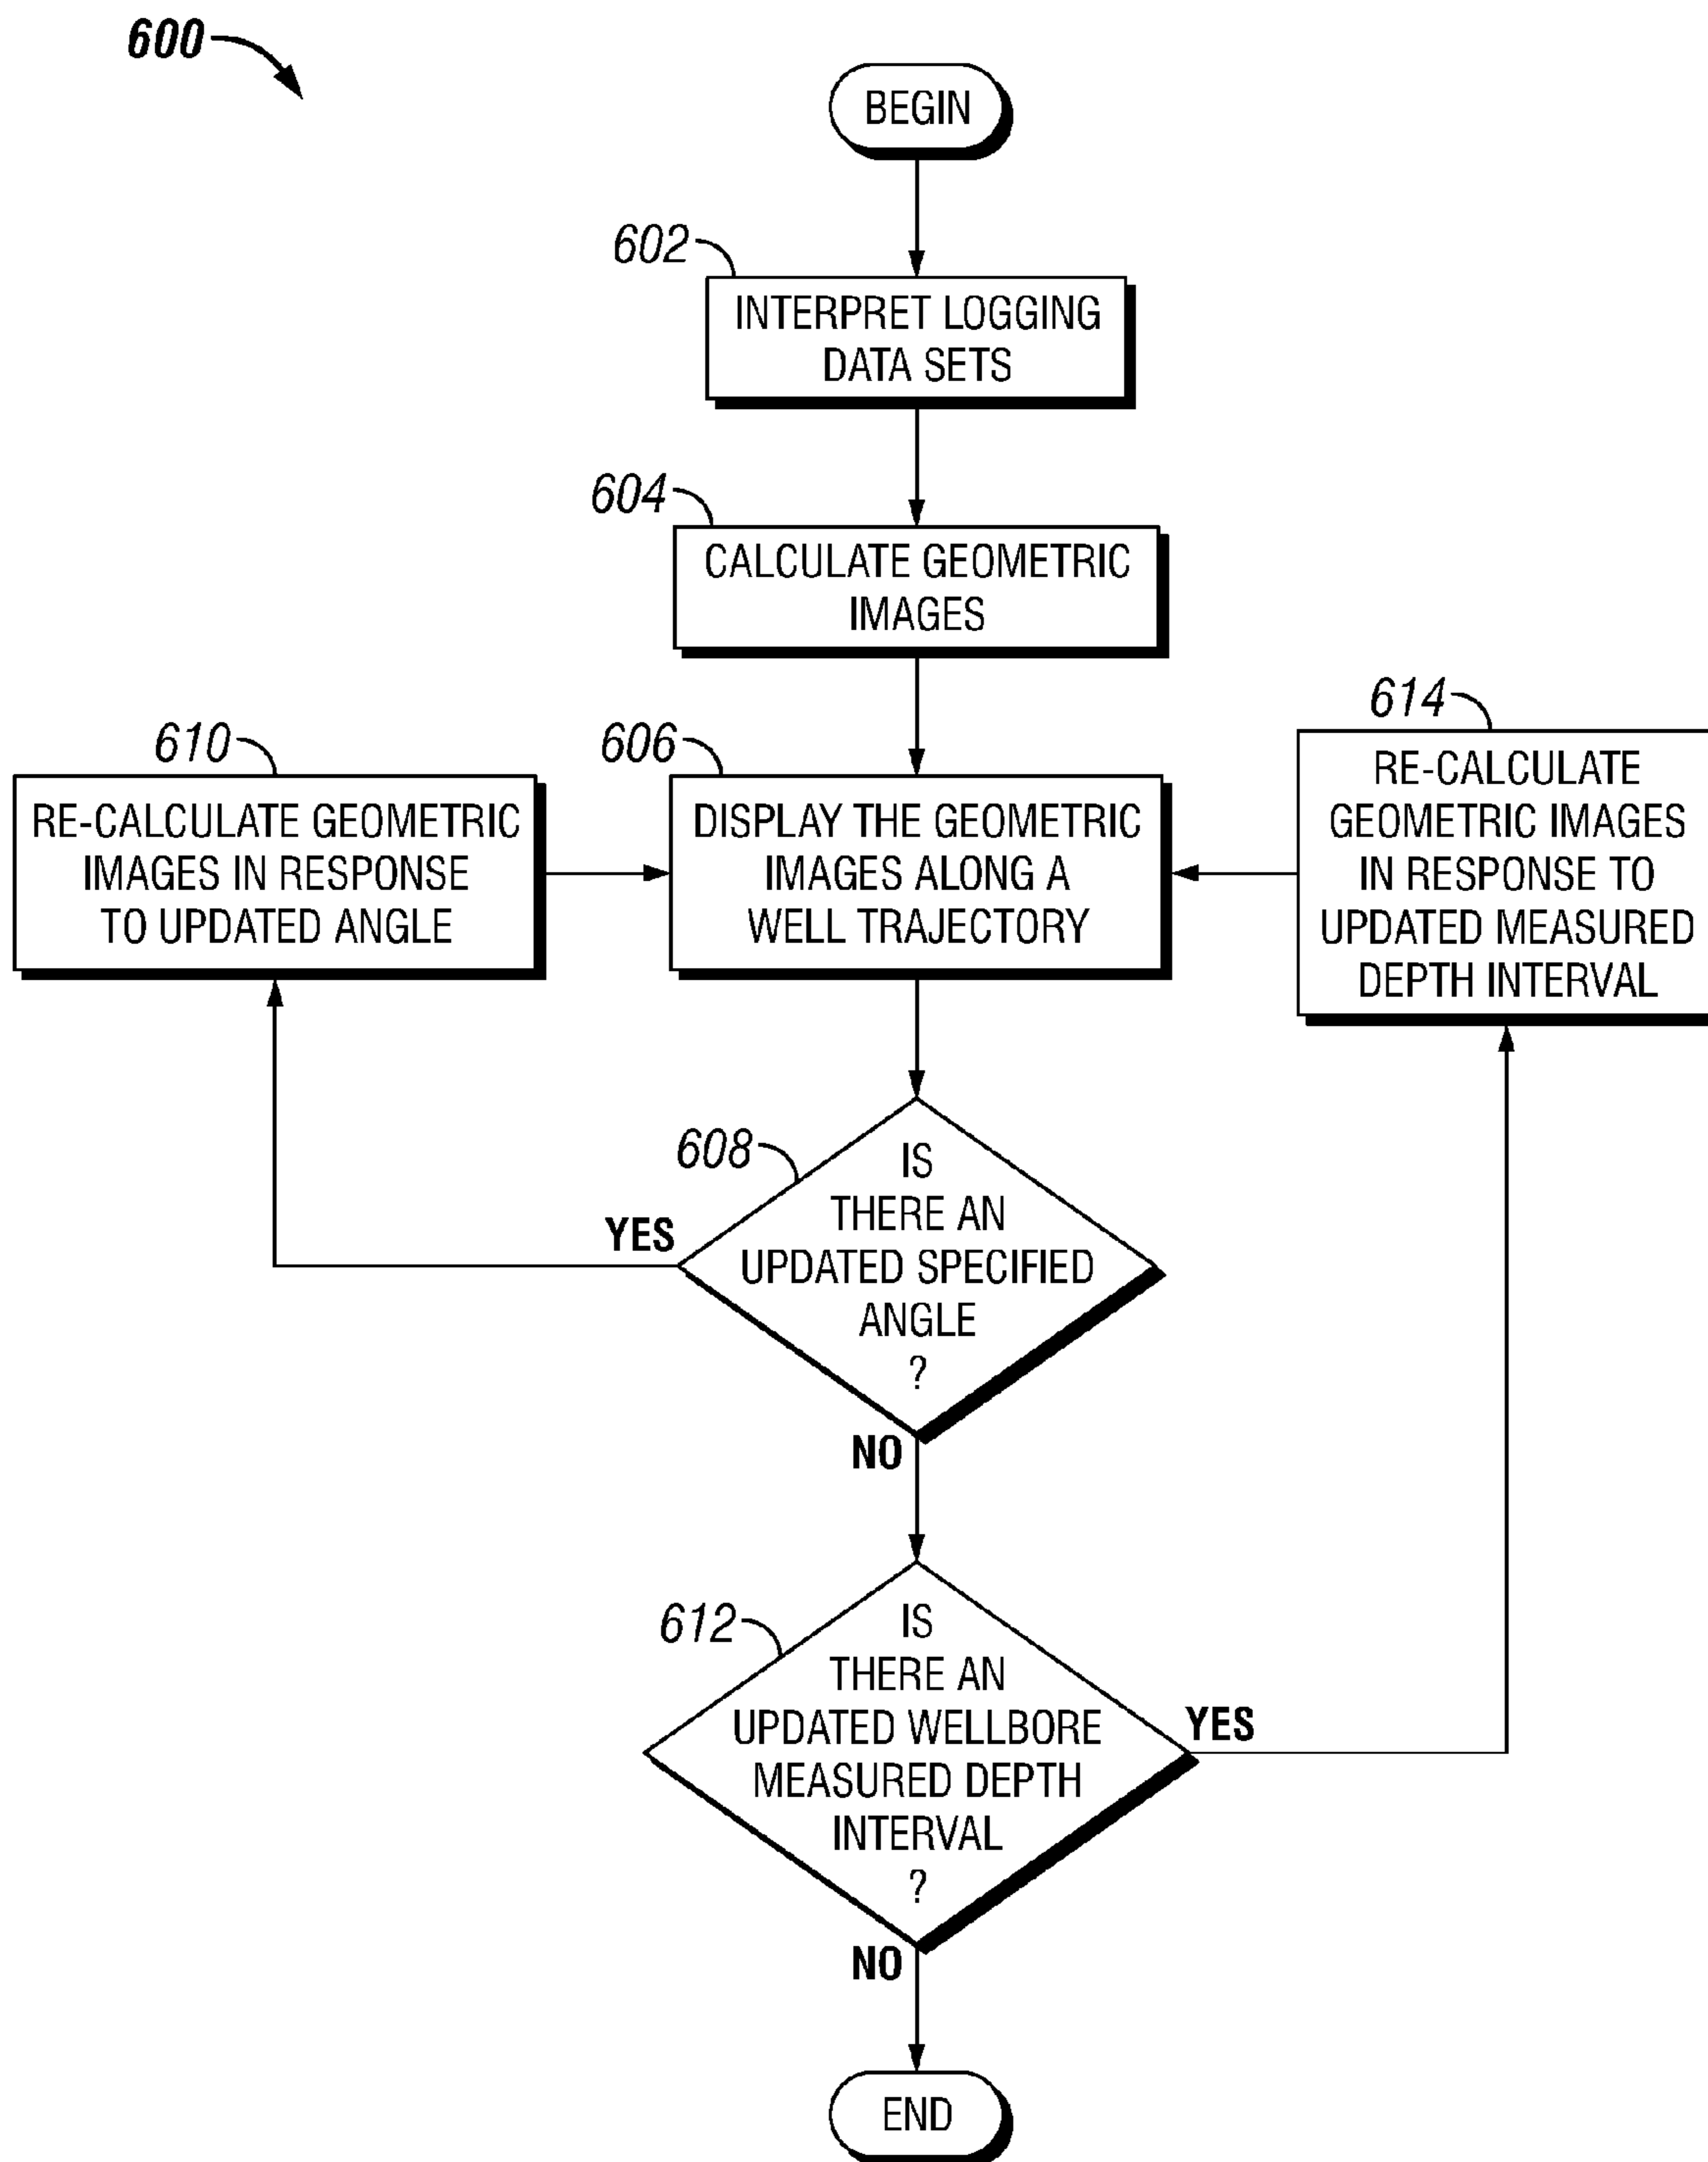 600
BEGIN
602
INTERPRET LOGGING
DATA SETS
604
CALCULATE GEOMETRIC
IMAGES
610
RE-CALCULATE GEOMETRIC
IMAGES IN RESPONSE
TO UPDATED ANGLE
606
DISPLAY THE GEOMETRIC
IMAGES ALONG A
WELL TRAJECTORY
614
RE-CALCULATE
GEOMETRIC IMAGES
IN RESPONSE TO
UPDATED MEASURED
DEPTH INTERVAL
608
IS
THERE AN
UPDATED SPECIFIED
ANGLE
?
YES
NO
612
IS
THERE AN
UPDATED WELLBORE
MEASURED DEPTH
INTERVAL
?
YES
NO
END